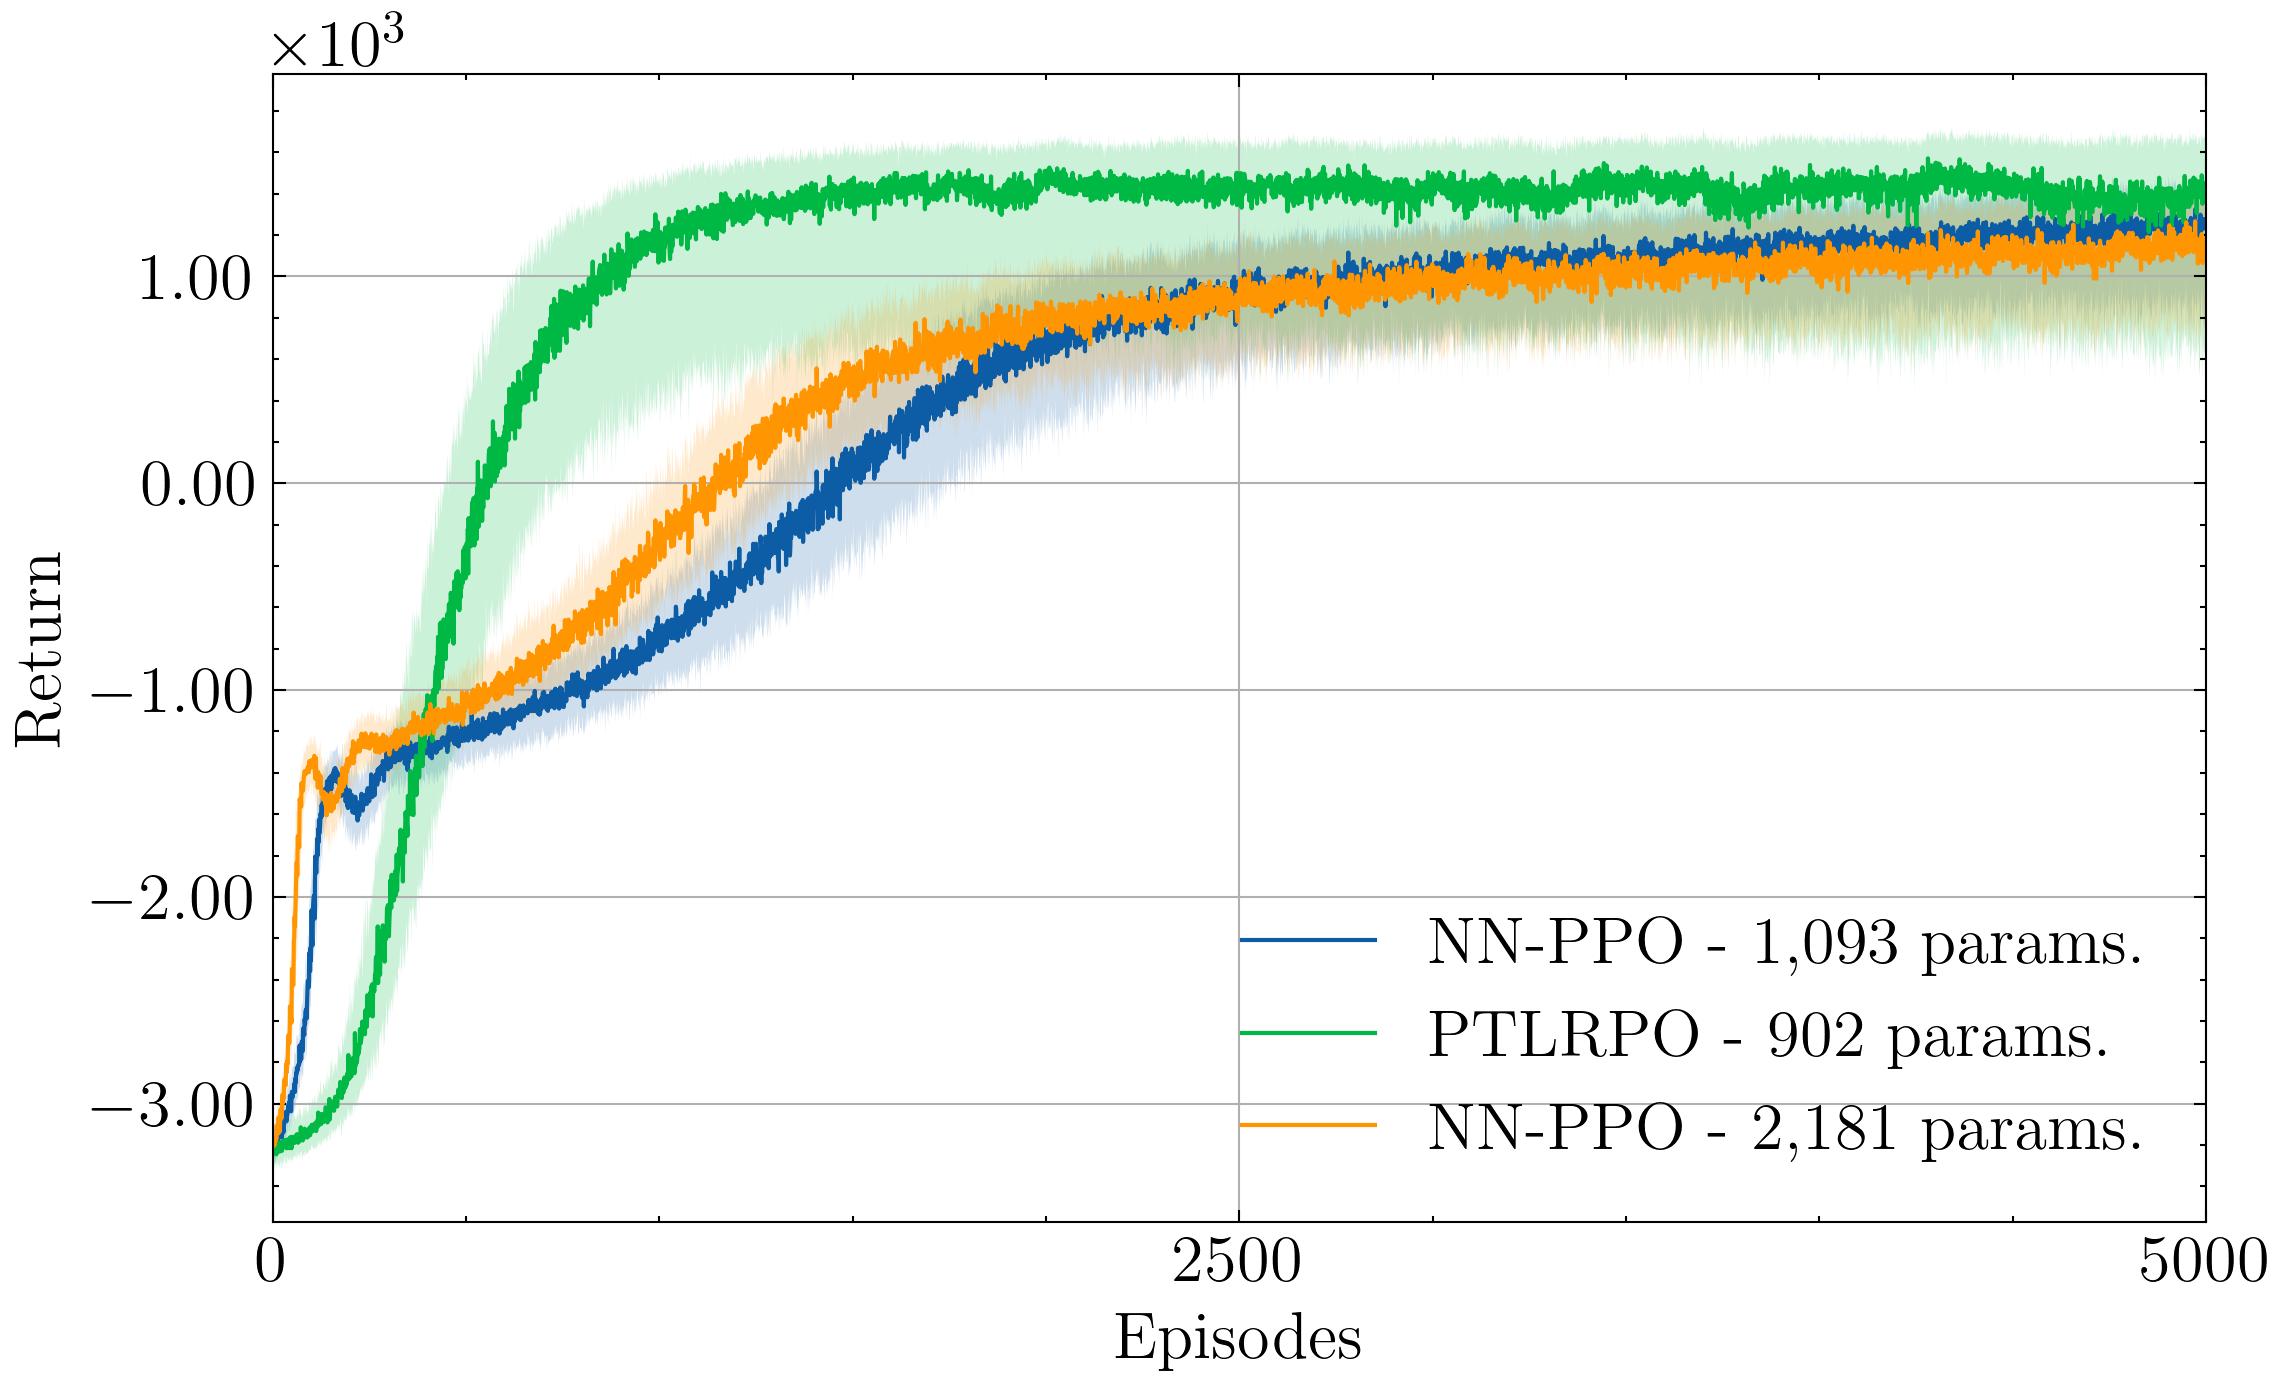 ×10³
1.00
0.00
−1.00
−2.00
−3.00
Return
NN-PPO - 1,093 params.
PTLRPO - 902 params.
NN-PPO - 2,181 params.
0 2500 5000
Episodes